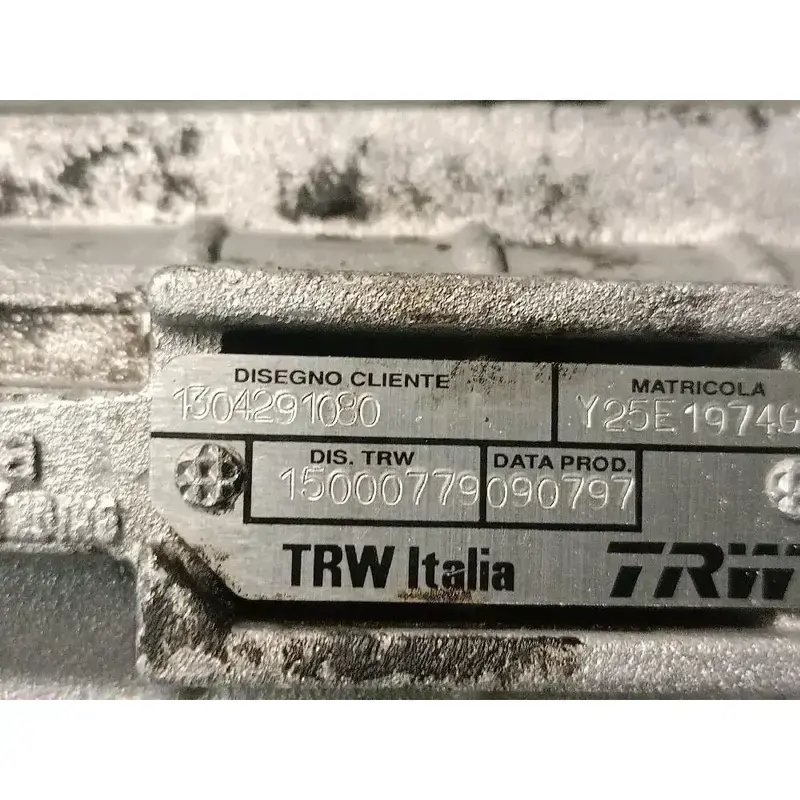 DISEGNO CLIENTE
1304291080
MATRICOLA
Y25E1974G
DIS. TRW
15000779
DATA PROD.
090797
TRW Italia
TRW